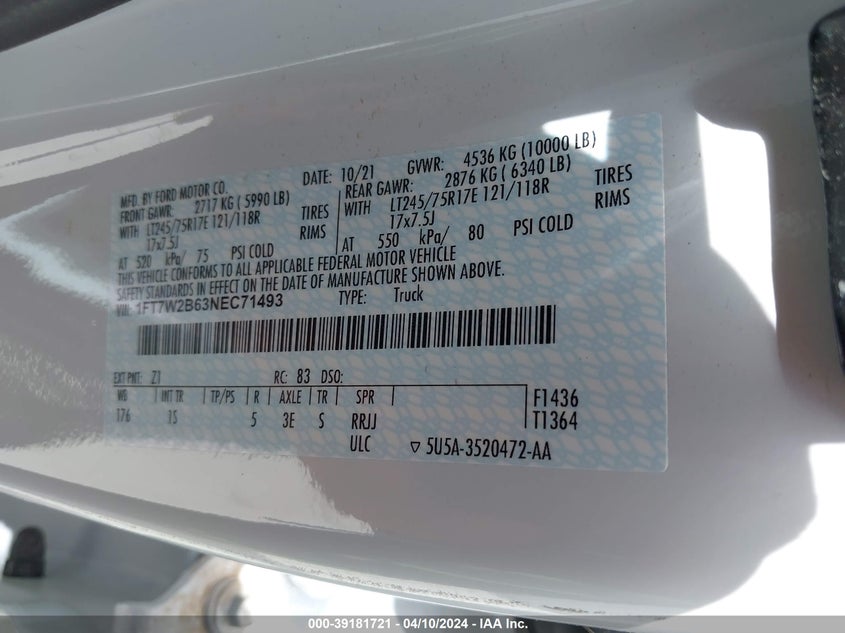 MFD. BY FORD MOTOR CO.
DATE: 10/21 GVWR: 4536 KG (10000 LB)
FRONT GAWR: 2717 KG ( 5990 LB) REAR GAWR: 2876 KG ( 6340 LB)
WITH LT245/75R17E 121/118R TIRES WITH LT245/75R17E 121/118R TIRES
17x7.5J RIMS 17x7.5J RIMS
AT 520 kPa/ 75 PSI COLD AT 550 kPa/ 80 PSI COLD
THIS VEHICLE CONFORMS TO ALL APPLICABLE FEDERAL MOTOR VEHICLE
SAFETY STANDARDS IN EFFECT ON THE DATE OF MANUFACTURE SHOWN ABOVE.
VIN: 1FT7W2B63NEC71493 TYPE: Truck
EXT PNT: Z1 RC: 83 DSO:
WB INT TR TP/PS R AXLE TR SPR F1436
176 15 5 3E S RRJJ T1364
ULC ▽ 5U5A-3520472-AA
000-39181721 - 04/10/2024 - IAA Inc.